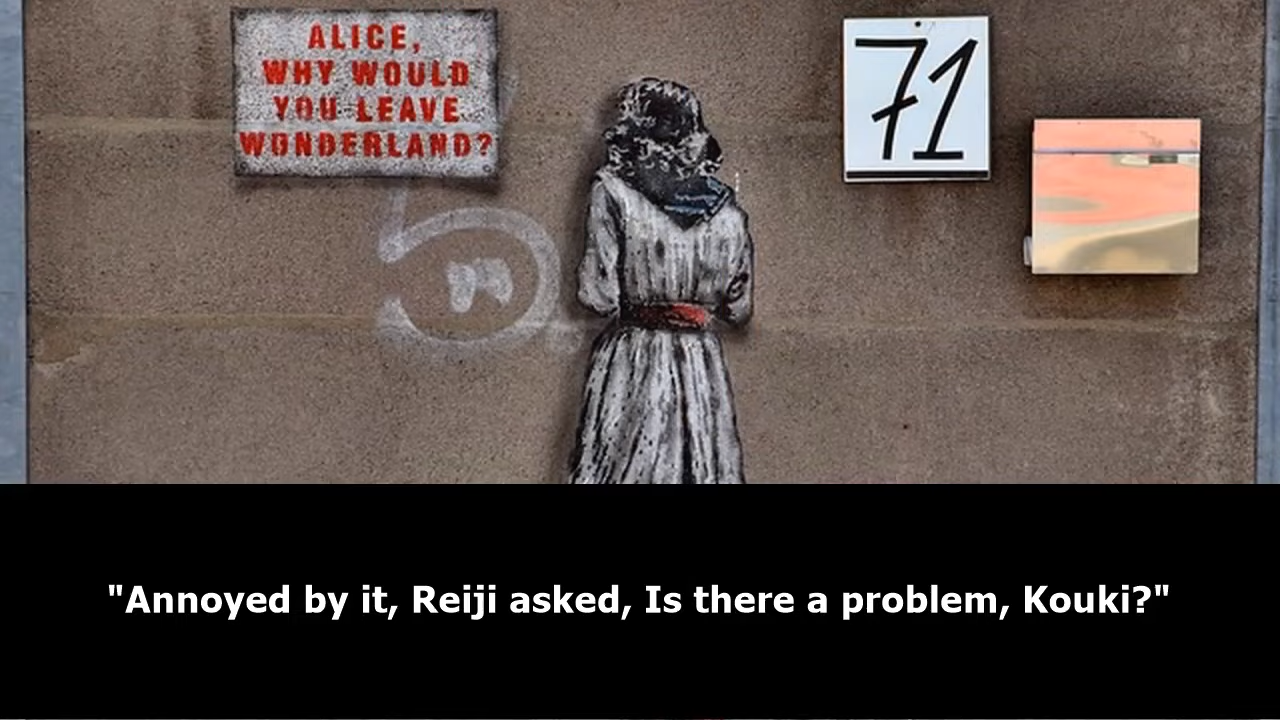 ALICE,
WHY WOULD
YOU LEAVE
WONDERLAND?
71
"Annoyed by it, Reiji asked, Is there a problem, Kouki?"